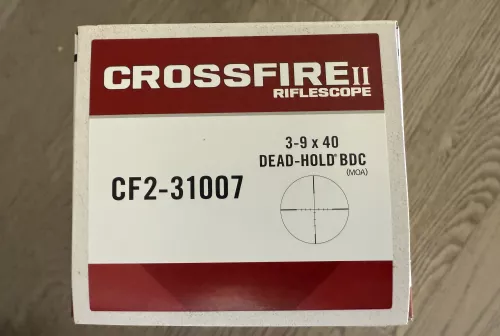 CROSSFIRE II
RIFLESCOPE
3-9 x 40
DEAD-HOLD® BDC
(MOA)
CF2-31007